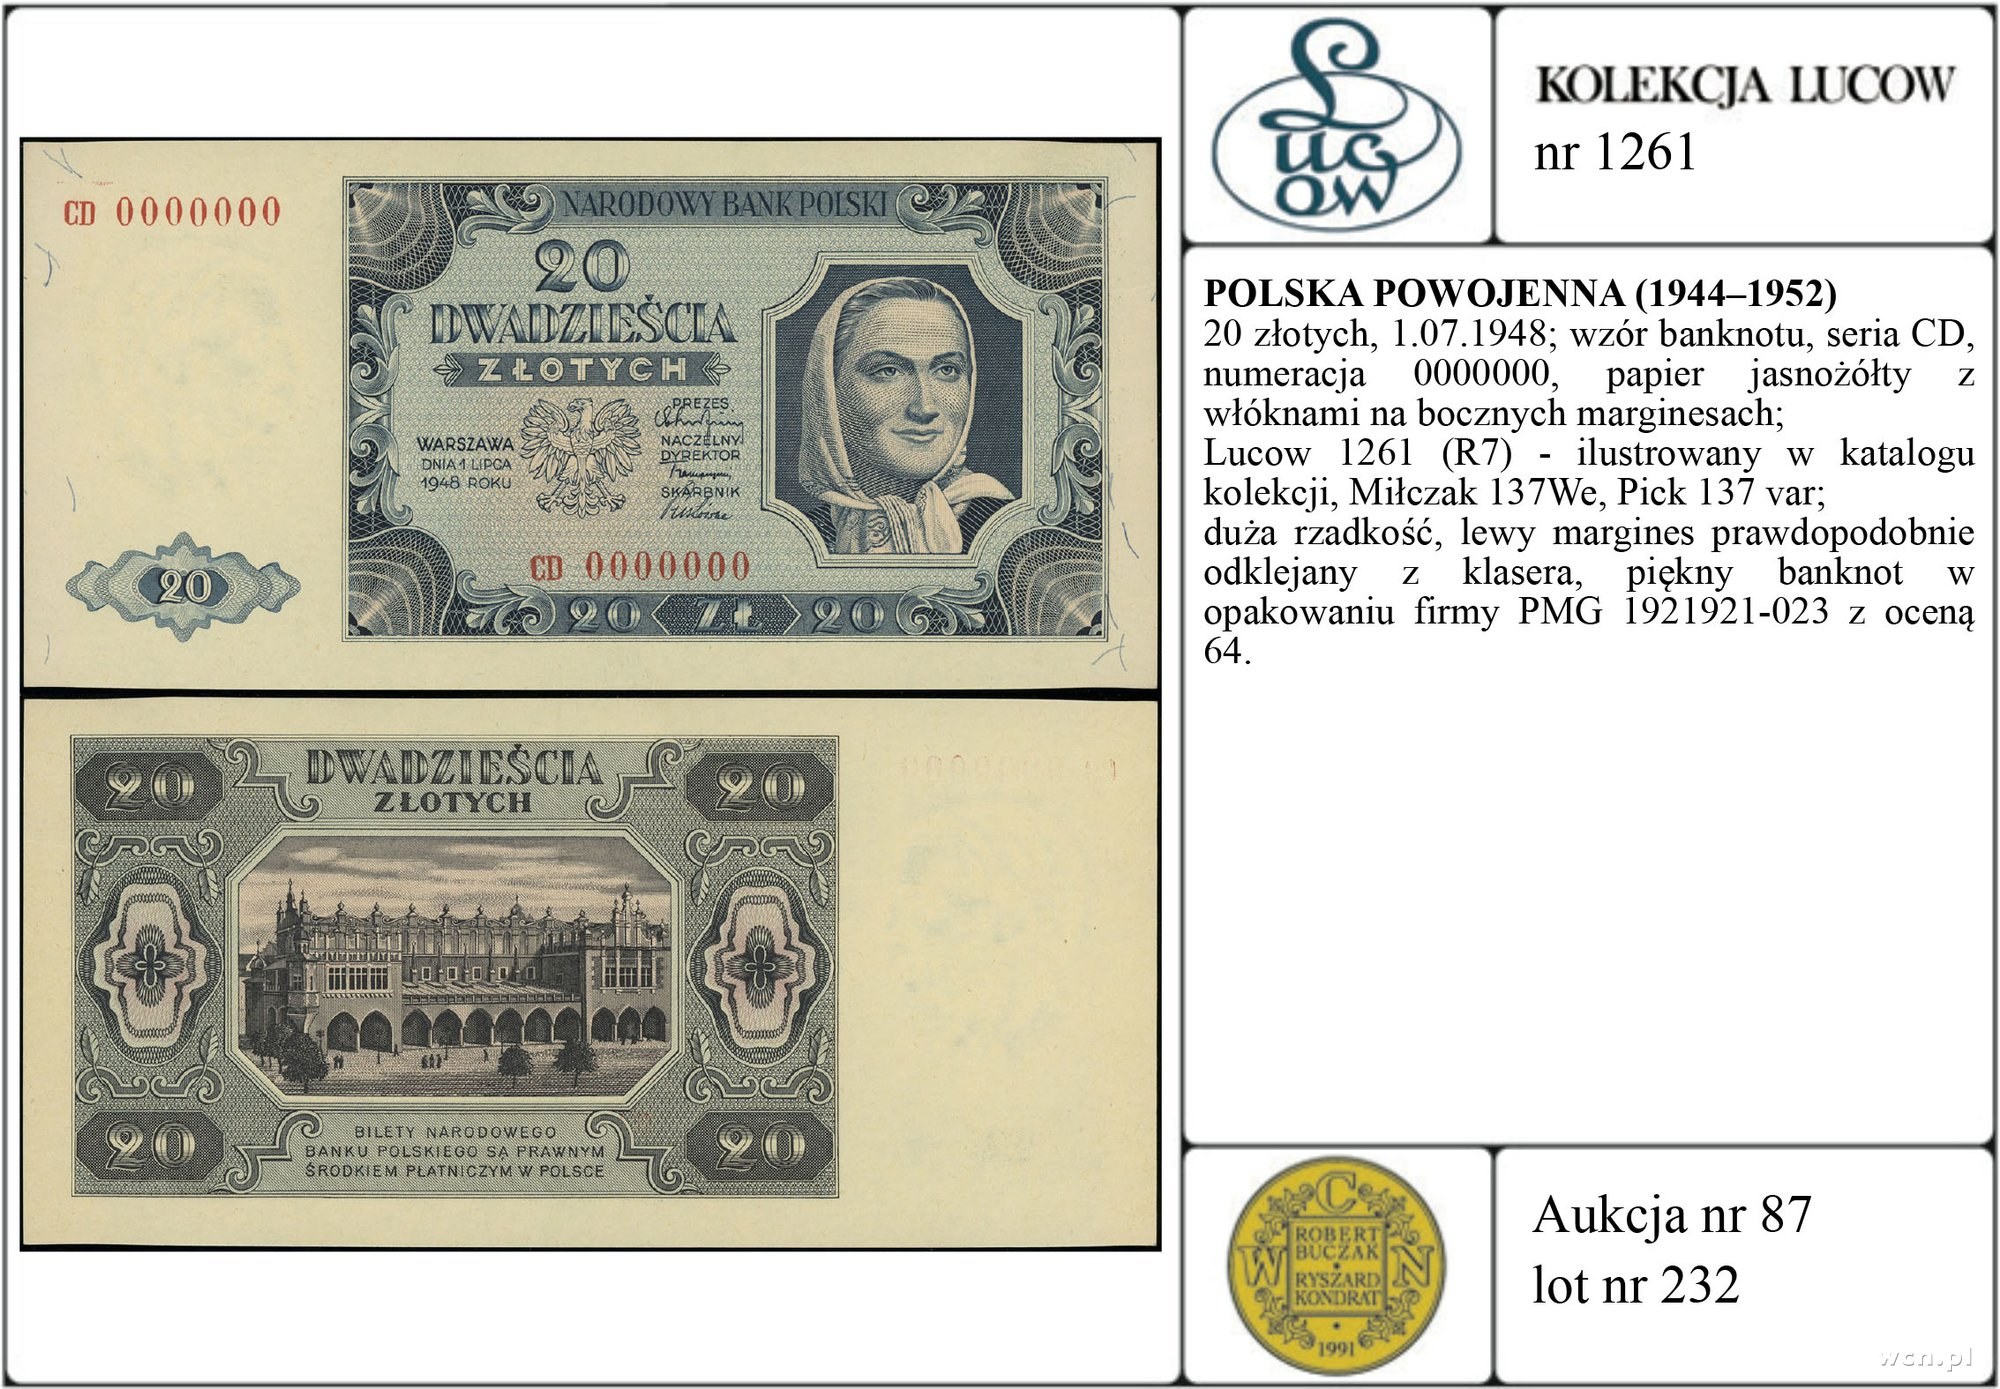 CD 0000000
NARODOWY BANK POLSKI
20
DWADZIEŚCIA
ZŁOTYCH
WARSZAWA
DNIA 1 LIPCA
1948 ROKU
PREZES
NACZELNY
DYREKTOR
SKARBNIK
CD 0000000
20
20 ZŁ 20
20
DWADZIEŚCIA
20
ZŁOTYCH
20
BILETY NARODOWEGO
BANKU POLSKIEGO SĄ PRAWNYM
ŚRODKIEM PŁATNICZYM W POLSCE
20
Lucow
KOLEKCJA LUCOW
nr 1261
POLSKA POWOJENNA (1944–1952)
20 złotych, 1.07.1948; wzór banknotu, seria CD,
numeracja 0000000, papier jasnożółty z
włóknami na bocznych marginesach;
Lucow 1261 (R7) - ilustrowany w katalogu
kolekcji, Miłczak 137We, Pick 137 var;
duża rzadkość, lewy margines prawdopodobnie
odklejany z klasera, piękny banknot w
opakowaniu firmy PMG 1921921-023 z oceną
64.
C
ROBERT
BUCZAK
W N
RYSZARD
KONDRAT
1991
Aukcja nr 87
lot nr 232
wcn.pl